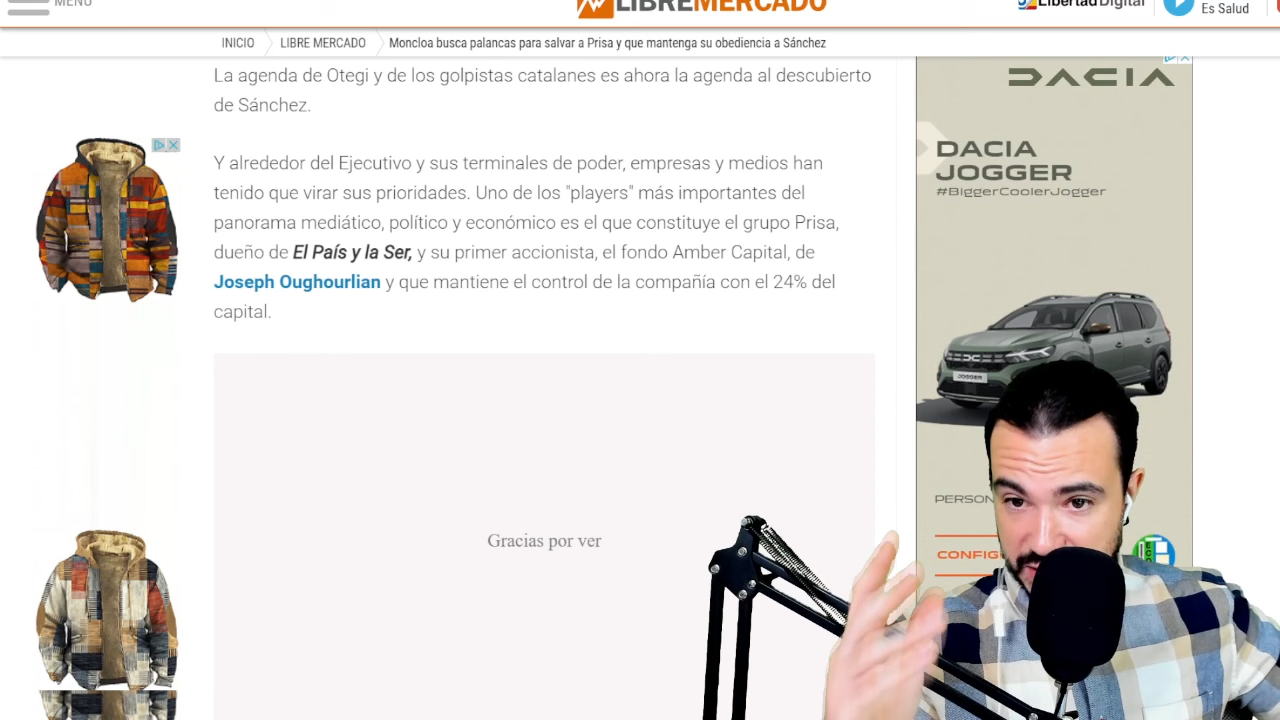 MENÚ
LIBREMERCADO
Libertad Digital
Es Salud
INICIO
LIBRE MERCADO
Moncloa busca palancas para salvar a Prisa y que mantenga su obediencia a Sánchez
La agenda de Otegi y de los golpistas catalanes es ahora la agenda al descubierto
de Sánchez.
Y alrededor del Ejecutivo y sus terminales de poder, empresas y medios han
tenido que virar sus prioridades. Uno de los "players" más importantes del
panorama mediático, político y económico es el que constituye el grupo Prisa,
dueño de El País y la Ser, y su primer accionista, el fondo Amber Capital, de
Joseph Oughourlian y que mantiene el control de la compañía con el 24% del
capital.
Gracias por ver
DACIA
DACIA
JOGGER
#BiggerCoolerJogger
JOGGER
PERSON
CONFIG